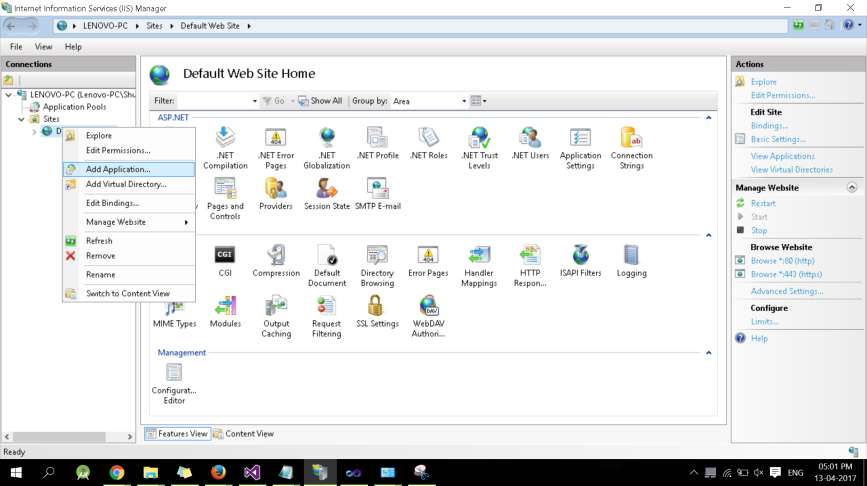 Internet Information Services (IIS) Manager
LENOVO-PC
Sites
Default Web Site
File View Help
Connections
LENOVO-PC (Lenovo-PC\Shu
Application Pools
Sites
D
Explore
Edit Permissions...
Add Application...
Add Virtual Directory...
Edit Bindings...
Manage Website
Refresh
Remove
Rename
Switch to Content View
Default Web Site Home
Filter: Go Show All Group by: Area
ASP.NET
.NET Compilation
.NET Error Pages
.NET Globalization
.NET Profile
.NET Roles
.NET Trust Levels
.NET Users
Application Settings
Connection Strings
Pages and Controls
Providers
Session State
SMTP E-mail
CGI
CGI
Compression
Default Document
Directory Browsing
404
Error Pages
Handler Mappings
HTTP Respon...
ISAPI Filters
Logging
MIME Types
Modules
Output Caching
Request Filtering
SSL Settings
DAV
WebDAV Authori...
Management
Configurat... Editor
Features View Content View
Actions
Explore
Edit Permissions...
Edit Site
Bindings...
Basic Settings...
View Applications
View Virtual Directories
Manage Website
Restart
Start
Stop
Browse Website
Browse *:80 (http)
Browse *:443 (https)
Advanced Settings...
Configure
Limits...
Help
Ready
ENG
05:01 PM
13-04-2017